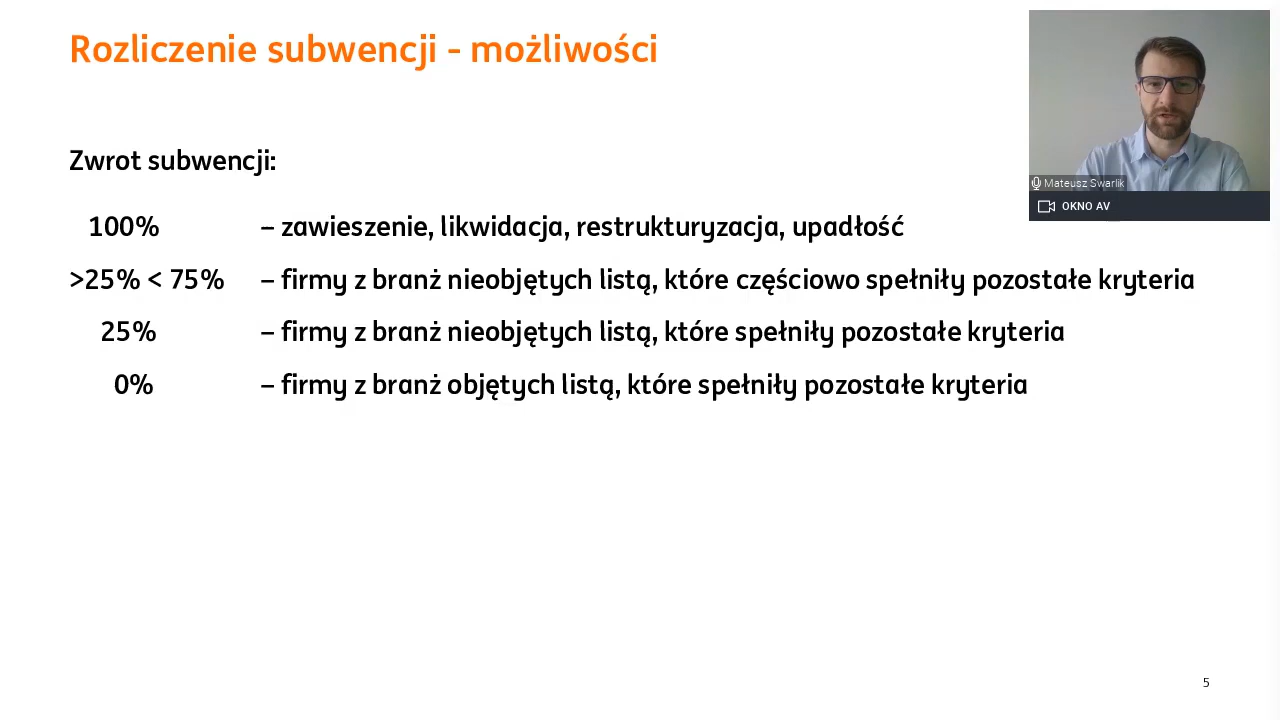 Rozliczenie subwencji - możliwości
Mateusz Swarlik
OKNO AV
Zwrot subwencji:
100% – zawieszenie, likwidacja, restrukturyzacja, upadłość
>25% < 75% – firmy z branż nieobjętych listą, które częściowo spełniły pozostałe kryteria
25% – firmy z branż nieobjętych listą, które spełniły pozostałe kryteria
0% – firmy z branż objętych listą, które spełniły pozostałe kryteria
5